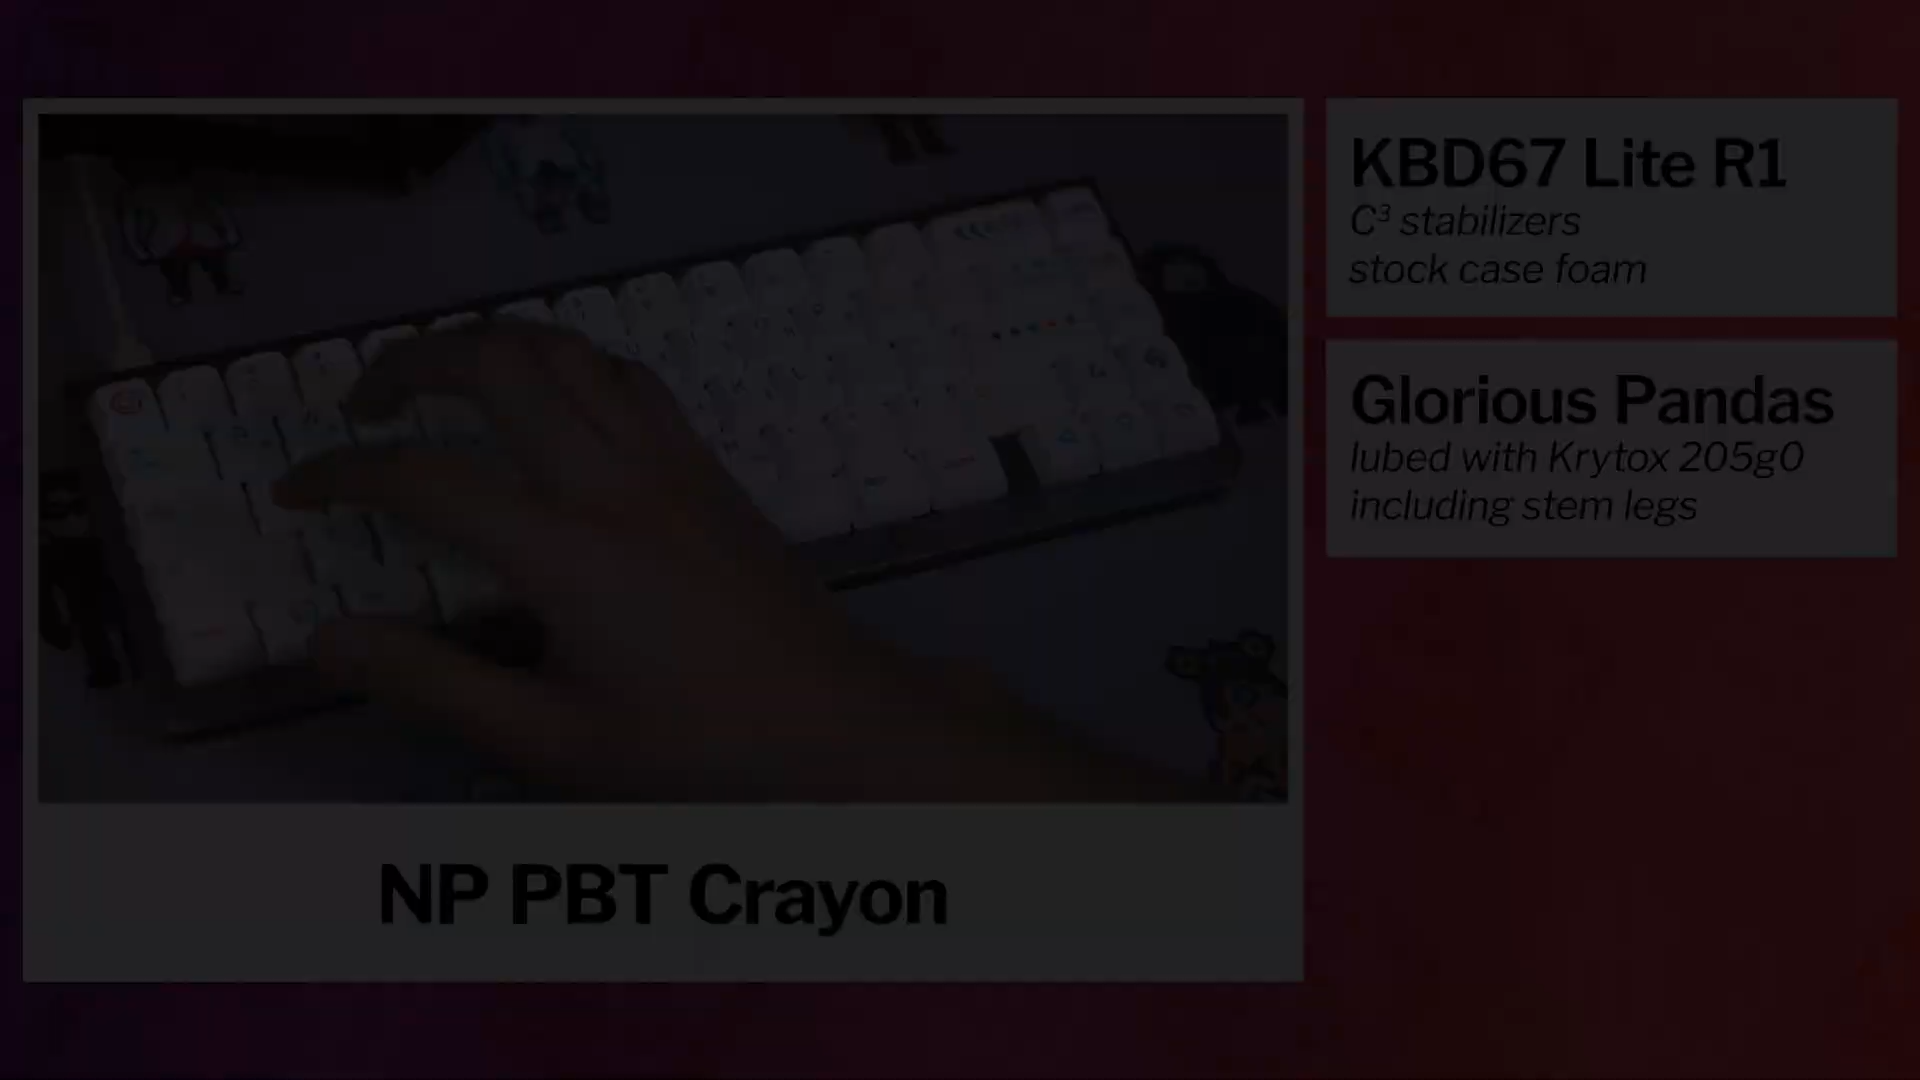 KBD67 Lite R1
C³ stabilizers
stock case foam
Glorious Pandas
lubed with Krytox 205g0
including stem legs
NP PBT Crayon